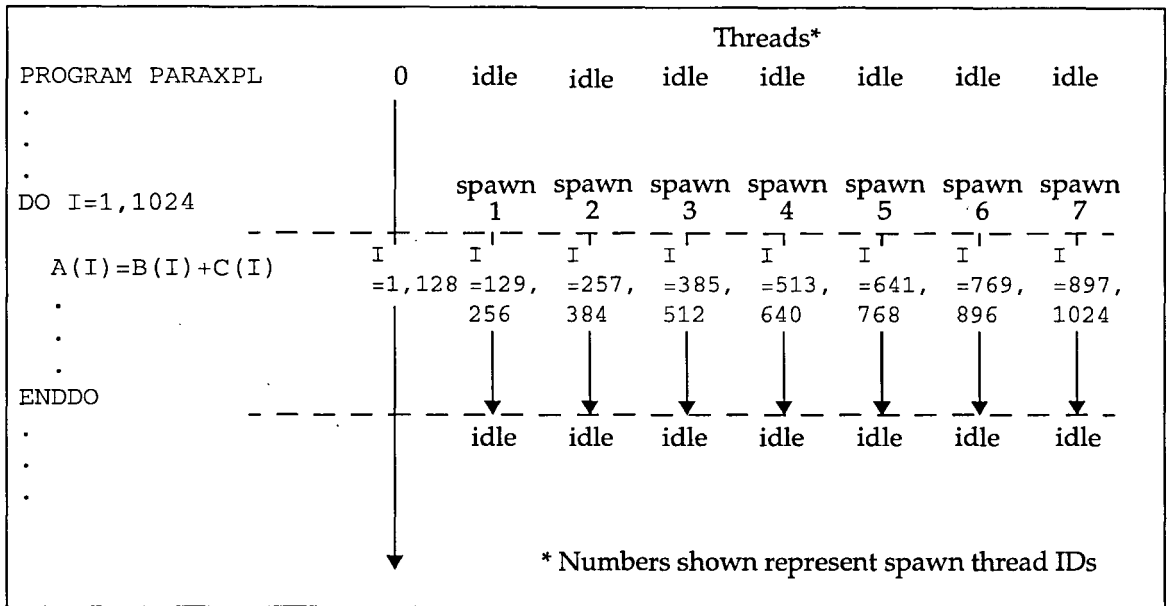 Threads*
PROGRAM PARAXPL 0 idle idle idle idle idle idle idle
.
.
.
DO I=1,1024 spawn spawn spawn spawn spawn spawn spawn
1 2 3 4 5 6 7
A(I)=B(I)+C(I) I I I I I I I I
=1,128 =129, =257, =385, =513, =641, =769, =897,
256 384 512 640 768 896 1024
.
.
.
ENDDO
idle idle idle idle idle idle idle
.
.
.
* Numbers shown represent spawn thread IDs